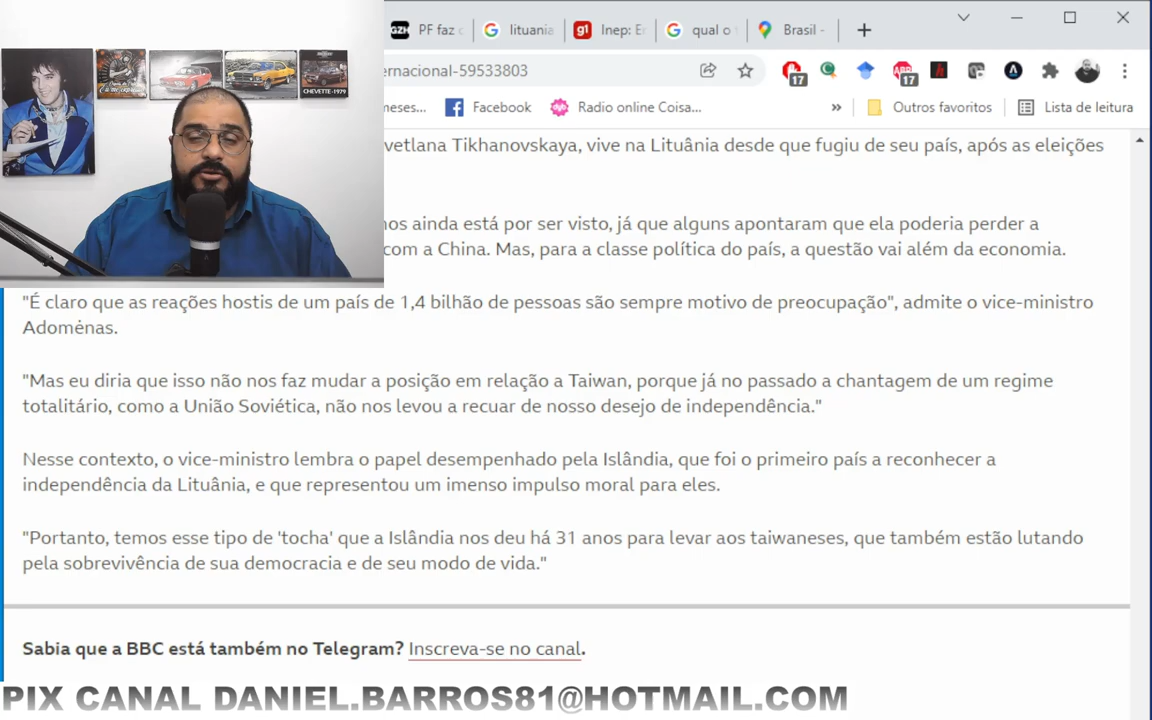 CHEVETTE-1979
PF faz c
lituania
Inep: En
qual o
Brasil -
ernacional-59533803
17
17
meses...
Facebook
Radio online Coisa...
»
Outros favoritos
Lista de leitura
vetlana Tikhanovskaya, vive na Lituânia desde que fugiu de seu país, após as eleições
nos ainda está por ser visto, já que alguns apontaram que ela poderia perder a
com a China. Mas, para a classe política do país, a questão vai além da economia.
"É claro que as reações hostis de um país de 1,4 bilhão de pessoas são sempre motivo de preocupação", admite o vice-ministro
Adomėnas.
"Mas eu diria que isso não nos faz mudar a posição em relação a Taiwan, porque já no passado a chantagem de um regime
totalitário, como a União Soviética, não nos levou a recuar de nosso desejo de independência."
Nesse contexto, o vice-ministro lembra o papel desempenhado pela Islândia, que foi o primeiro país a reconhecer a
independência da Lituânia, e que representou um imenso impulso moral para eles.
"Portanto, temos esse tipo de 'tocha' que a Islândia nos deu há 31 anos para levar aos taiwaneses, que também estão lutando
pela sobrevivência de sua democracia e de seu modo de vida."
Sabia que a BBC está também no Telegram? Inscreva-se no canal.
PIX CANAL DANIEL.BARROS81@HOTMAIL.COM